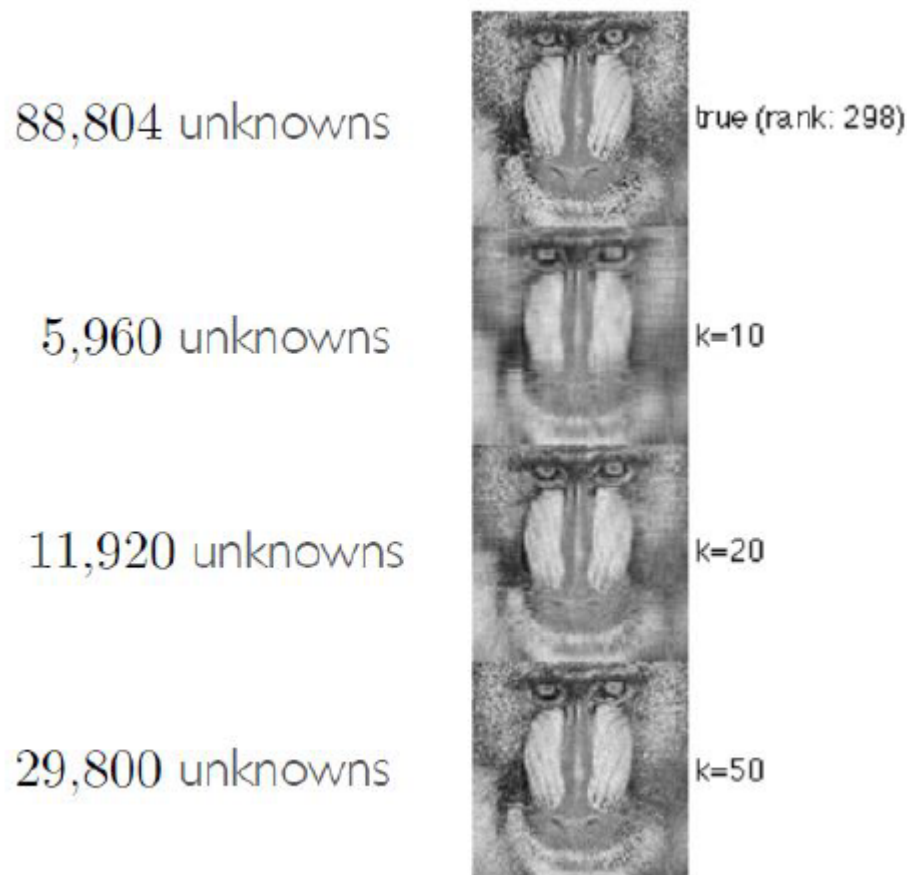 88,804 unknowns
true (rank: 298)
5,960 unknowns
k=10
11,920 unknowns
k=20
29,800 unknowns
k=50